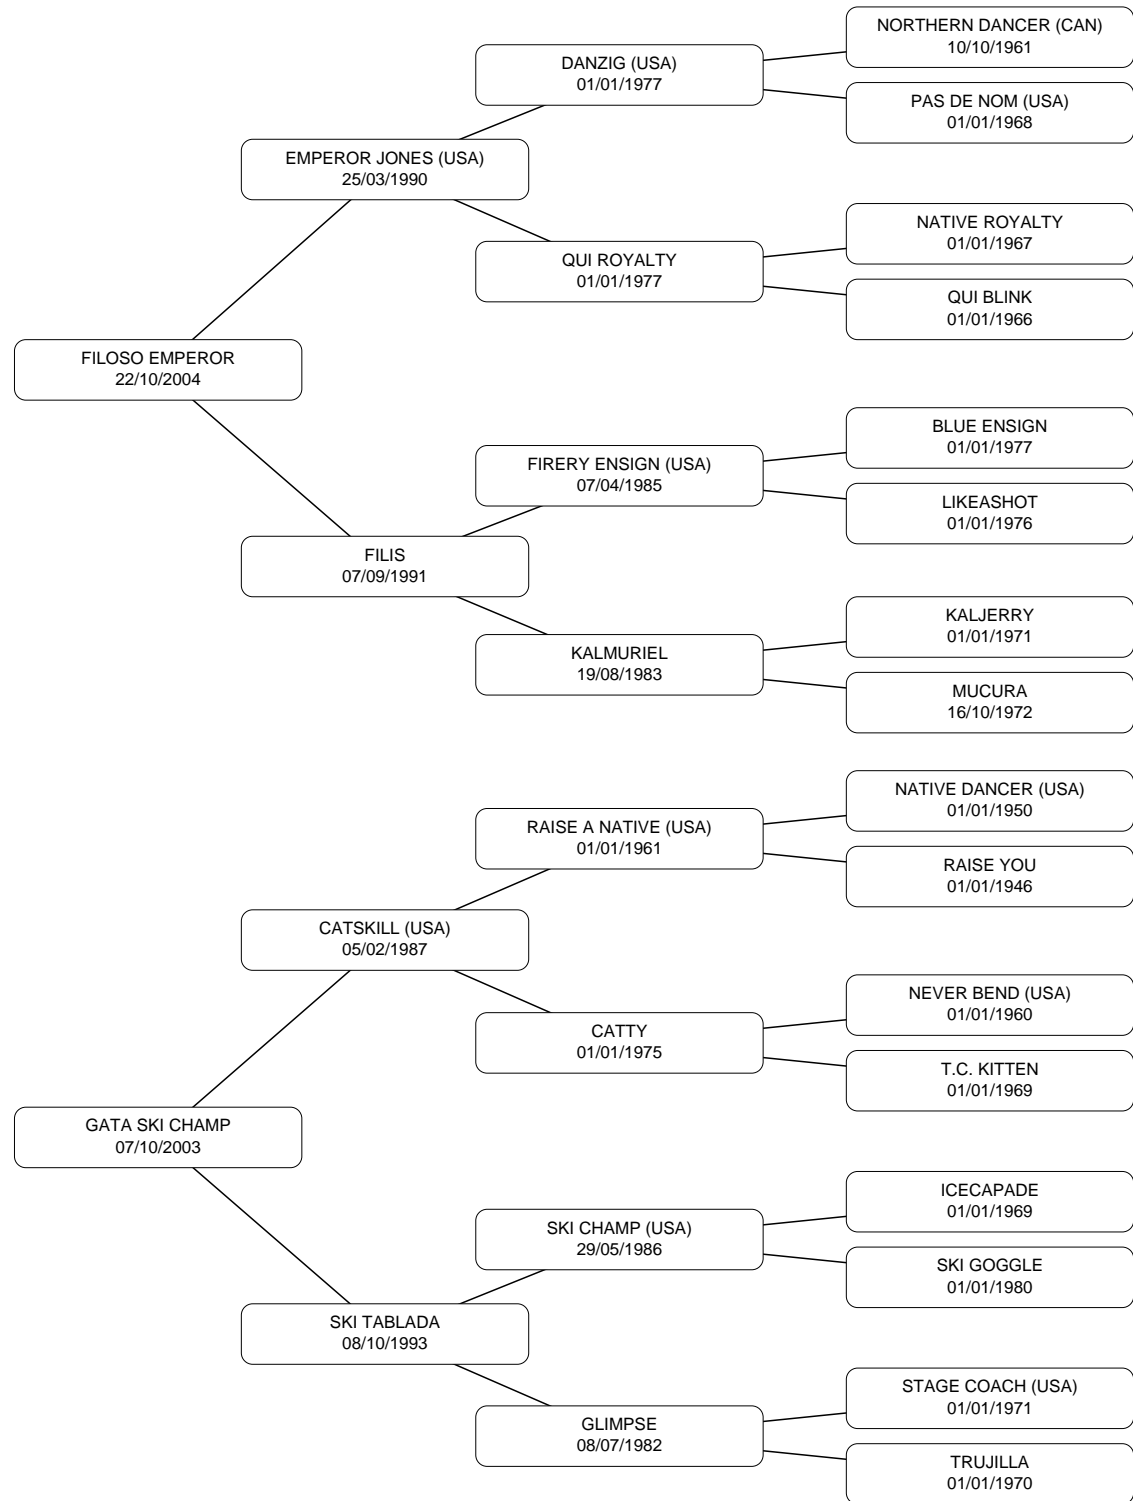 NORTHERN DANCER (CAN)
10/10/1961
DANZIG (USA)
01/01/1977
PAS DE NOM (USA)
01/01/1968
EMPEROR JONES (USA)
25/03/1990
NATIVE ROYALTY
01/01/1967
QUI ROYALTY
01/01/1977
QUI BLINK
01/01/1966
FILOSO EMPEROR
22/10/2004
BLUE ENSIGN
01/01/1977
FIRERY ENSIGN (USA)
07/04/1985
LIKEASHOT
01/01/1976
FILIS
07/09/1991
KALJERRY
01/01/1971
KALMURIEL
19/08/1983
MUCURA
16/10/1972
NATIVE DANCER (USA)
01/01/1950
RAISE A NATIVE (USA)
01/01/1961
RAISE YOU
01/01/1946
CATSKILL (USA)
05/02/1987
NEVER BEND (USA)
01/01/1960
CATTY
01/01/1975
T.C. KITTEN
01/01/1969
GATA SKI CHAMP
07/10/2003
ICECAPADE
01/01/1969
SKI CHAMP (USA)
29/05/1986
SKI GOGGLE
01/01/1980
SKI TABLADA
08/10/1993
STAGE COACH (USA)
01/01/1971
GLIMPSE
08/07/1982
TRUJILLA
01/01/1970